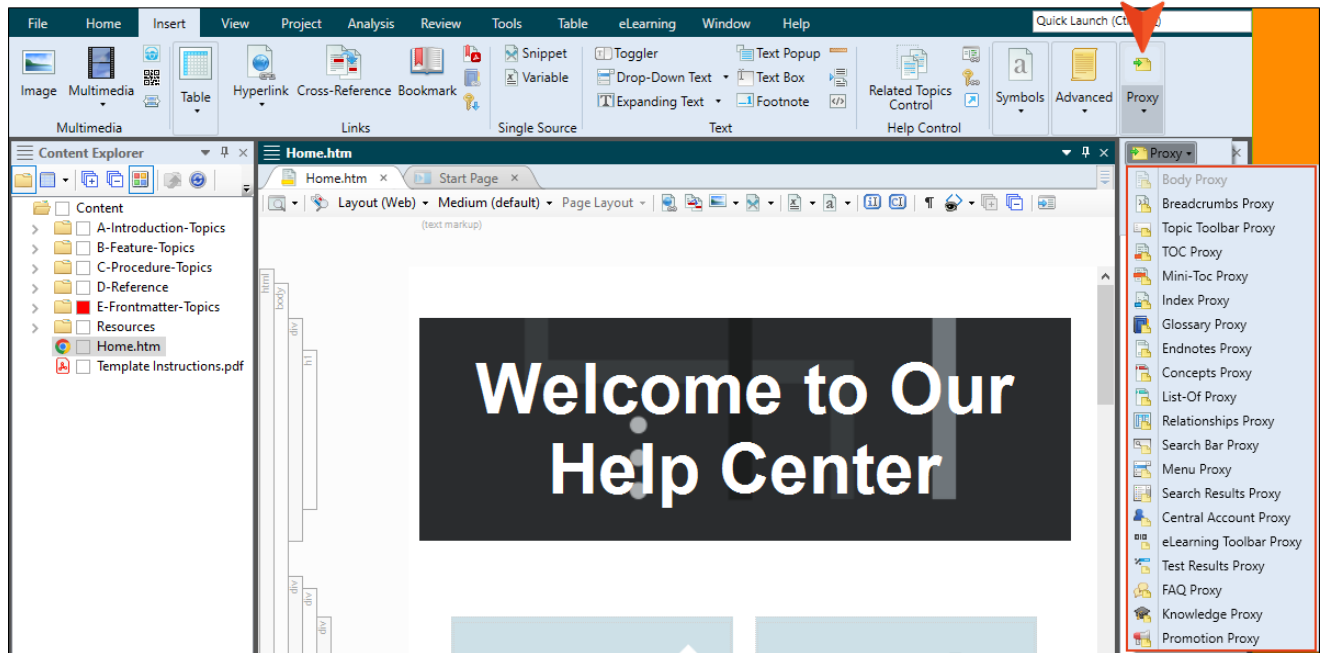 File Home Insert View Project Analysis Review Tools Table eLearning Window Help
Quick Launch (Ct
Image Multimedia Table Hyperlink Cross-Reference Bookmark
Snippet
Variable
Toggler Text Popup
Drop-Down Text Text Box
Expanding Text Footnote
Related Topics Control
Symbols Advanced Proxy
Multimedia Links Single Source Text Help Control
Content Explorer
Home.htm
Proxy
Home.htm × Start Page ×
Layout (Web) Medium (default) Page Layout
(text markup)
Content
A-Introduction-Topics
B-Feature-Topics
C-Procedure-Topics
D-Reference
E-Frontmatter-Topics
Resources
Home.htm
Template Instructions.pdf
html
body
div
h1
div
div
div
Welcome to Our
Help Center
Body Proxy
Breadcrumbs Proxy
Topic Toolbar Proxy
TOC Proxy
Mini-Toc Proxy
Index Proxy
Glossary Proxy
Endnotes Proxy
Concepts Proxy
List-Of Proxy
Relationships Proxy
Search Bar Proxy
Menu Proxy
Search Results Proxy
Central Account Proxy
eLearning Toolbar Proxy
Test Results Proxy
FAQ Proxy
Knowledge Proxy
Promotion Proxy